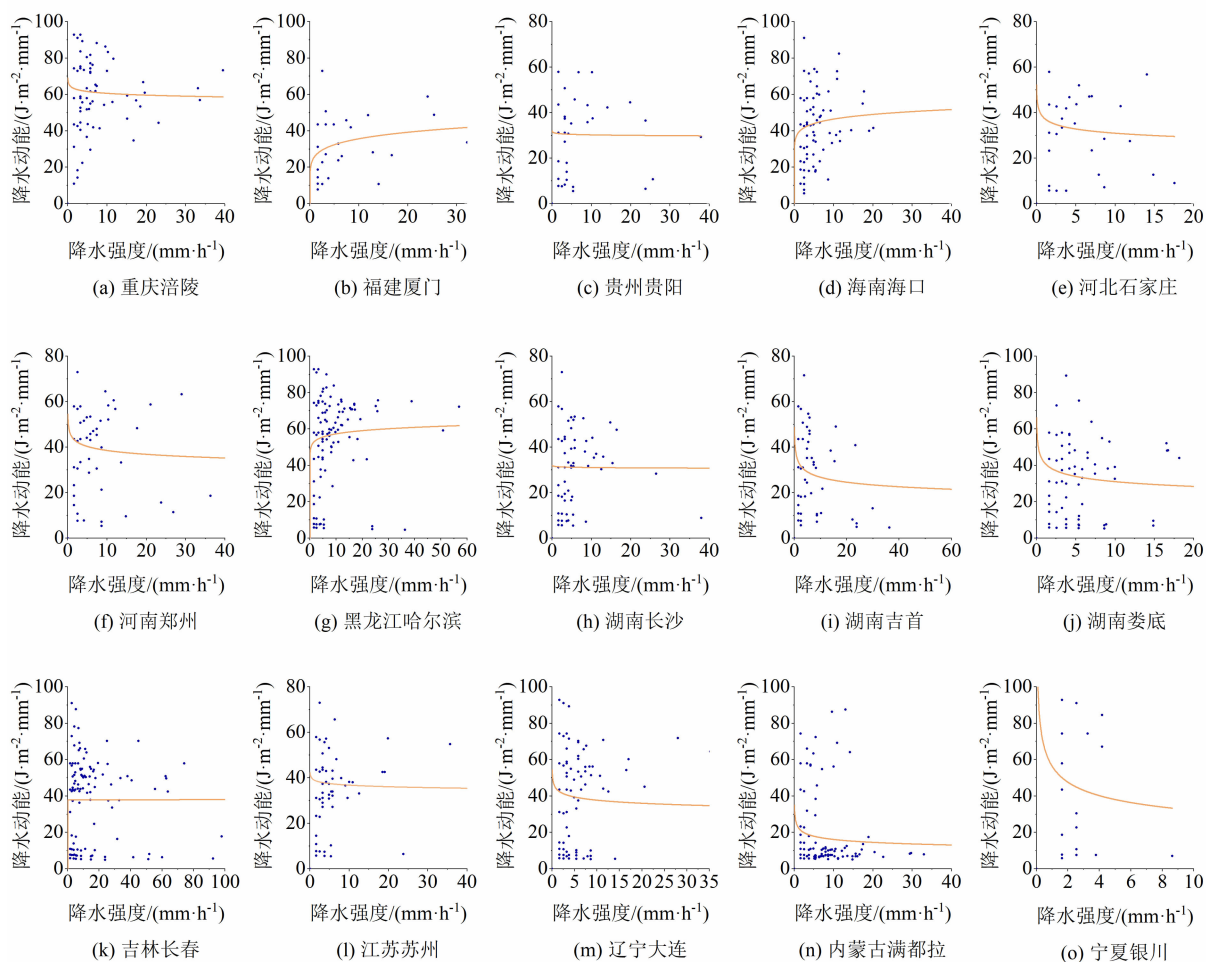 降水动能/(J·m⁻²·mm⁻¹)
100
80
60
40
20
0
0 10 20 30 40
降水强度/(mm·h⁻¹)
(a) 重庆涪陵
降水动能/(J·m⁻²·mm⁻¹)
100
80
60
40
20
0
0 10 20 30
降水强度/(mm·h⁻¹)
(b) 福建厦门
降水动能/(J·m⁻²·mm⁻¹)
80
60
40
20
0
0 10 20 30 40
降水强度/(mm·h⁻¹)
(c) 贵州贵阳
降水动能/(J·m⁻²·mm⁻¹)
100
80
60
40
20
0
0 10 20 30 40
降水强度/(mm·h⁻¹)
(d) 海南海口
降水动能/(J·m⁻²·mm⁻¹)
80
60
40
20
0
0 5 10 15 20
降水强度/(mm·h⁻¹)
(e) 河北石家庄
降水动能/(J·m⁻²·mm⁻¹)
80
60
40
20
0
0 10 20 30 40
降水强度/(mm·h⁻¹)
(f) 河南郑州
降水动能/(J·m⁻²·mm⁻¹)
100
80
60
40
20
0
0 10 20 30 40 50 60
降水强度/(mm·h⁻¹)
(g) 黑龙江哈尔滨
降水动能/(J·m⁻²·mm⁻¹)
80
60
40
20
0
0 10 20 30 40
降水强度/(mm·h⁻¹)
(h) 湖南长沙
降水动能/(J·m⁻²·mm⁻¹)
80
60
40
20
0
0 20 40 60
降水强度/(mm·h⁻¹)
(i) 湖南吉首
降水动能/(J·m⁻²·mm⁻¹)
100
80
60
40
20
0
0 5 10 15 20
降水强度/(mm·h⁻¹)
(j) 湖南娄底
降水动能/(J·m⁻²·mm⁻¹)
100
80
60
40
20
0
0 20 40 60 80 100
降水强度/(mm·h⁻¹)
(k) 吉林长春
降水动能/(J·m⁻²·mm⁻¹)
80
60
40
20
0
0 10 20 30 40
降水强度/(mm·h⁻¹)
(l) 江苏苏州
降水动能/(J·m⁻²·mm⁻¹)
100
80
60
40
20
0
0 5 10 15 20 25 30 35
降水强度/(mm·h⁻¹)
(m) 辽宁大连
降水动能/(J·m⁻²·mm⁻¹)
100
80
60
40
20
0
0 10 20 30 40
降水强度/(mm·h⁻¹)
(n) 内蒙古满都拉
降水动能/(J·m⁻²·mm⁻¹)
100
80
60
40
20
0
0 2 4 6 8 10
降水强度/(mm·h⁻¹)
(o) 宁夏银川